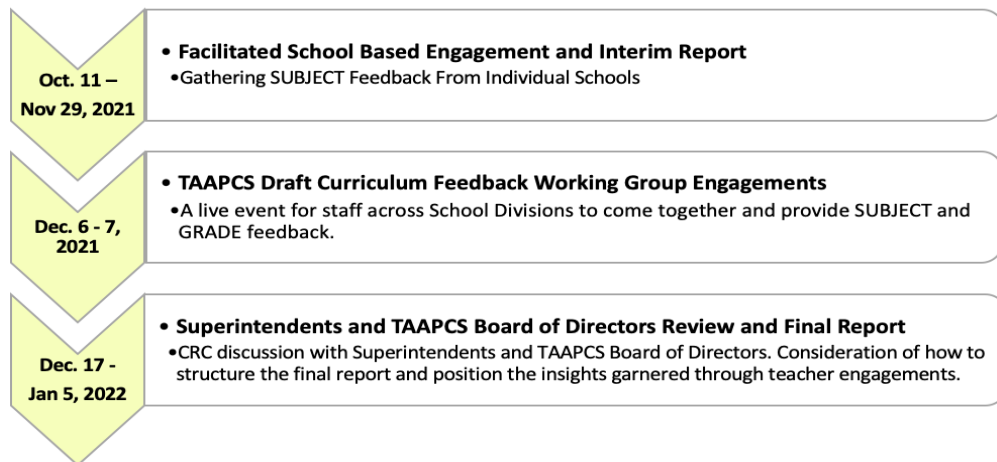 Oct. 11 –
Nov 29, 2021
• Facilitated School Based Engagement and Interim Report
•Gathering SUBJECT Feedback From Individual Schools
Dec. 6 - 7,
2021
• TAAPCS Draft Curriculum Feedback Working Group Engagements
•A live event for staff across School Divisions to come together and provide SUBJECT and
GRADE feedback.
Dec. 17 -
Jan 5, 2022
• Superintendents and TAAPCS Board of Directors Review and Final Report
•CRC discussion with Superintendents and TAAPCS Board of Directors. Consideration of how to
structure the final report and position the insights garnered through teacher engagements.